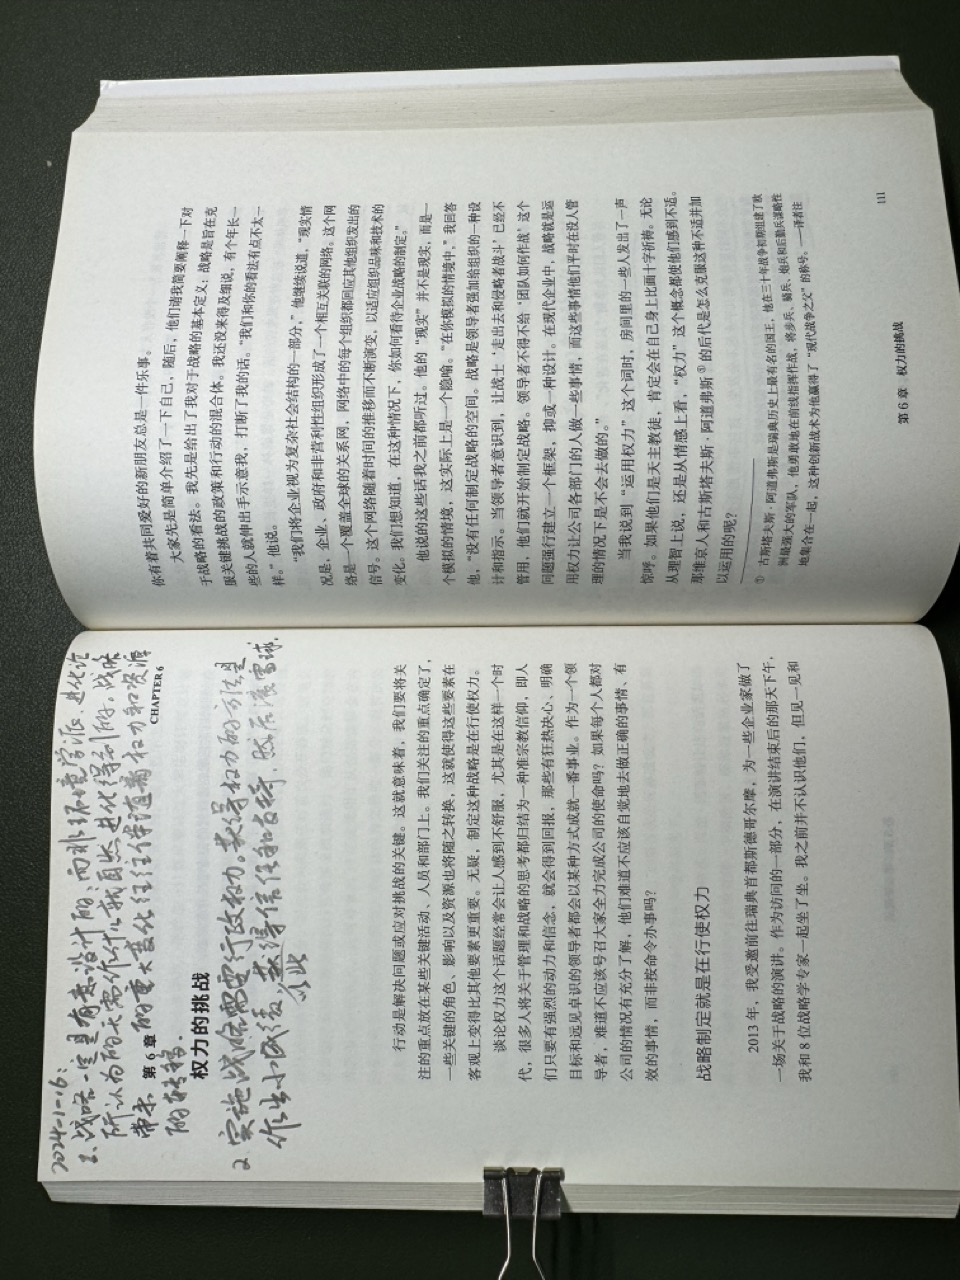 2024-1-16:
1、战略一定是有意设计的,而非环境学派、进化论
所认为的无需作什么就自然进化得到的。战略
带来的重大变化往往伴随着权力和资源
的转移.
第 6 章
CHAPTER 6
权力的挑战
2、实施战略需要行政权力。获得权力的方法是
作出小成绩,获得信任和支持,然后滚雪球.
以此
行动是解决问题或应对挑战的关键。这就意味着，我们要将关
注的重点放在某些关键活动、人员和部门上。我们关注的重点确定了，
一些关键的角色、影响以及资源也将随之转换，这就使得这些要素在
客观上变得比其他要素更重要。无疑，制定这种战略是在行使权力。
谈论权力这个话题经常会让人感到不舒服，尤其是在这样一个时
代，很多人将关于管理和战略的思考都归结为一种准宗教信仰，即人
们只要有强烈的动力和信念，就会得到回报，那些有狂热决心、明确
目标和远见卓识的领导者都会以某种方式成就一番事业。作为一个领
导者，难道不应该号召大家全力完成公司的使命吗？如果每个人都对
公司的情况有充分了解，他们难道不应该自觉地去做正确的事情、有
效的事情，而非按命令办事吗？
战略制定就是在行使权力
2013 年，我受邀前往瑞典首都斯德哥尔摩，为一些企业家做了
一场关于战略的演讲。作为访问的一部分，在演讲结束后的那天下午，
我和 8 位战略学专家一起坐了坐。我之前并不认识他们，但见一见和
你有着共同爱好的新朋友总是一件乐事。
大家先是简单介绍了一下自己，随后，他们请我简要阐释一下对
于战略的看法。我先是给出了我对于战略的基本定义：战略是旨在克
服关键挑战的政策和行动的混合体。我还没来得及细说，有个年长一
些的人就伸出手示意我，打断了我的话。“我们和你的看法有点不太一
样。”他说。
“我们将企业视为复杂社会结构的一部分，”他继续说道，“现实情
况是，企业、政府和非营利性组织形成了一个相互关联的网络。这个网
络是一个覆盖全球的关系网，网络中的每个组织都回应其他组织发出的
信号。这个网络随着时间的推移而不断演变，以适应组织品味和技术的
变化。我们想知道，在这种情况下，你如何看待企业战略的制定。”
他说的这些话我之前都听过。他的“现实”并不是现实，而是一
个模拟的情境，这实际上是一个隐喻。“在你模拟的情境中，”我回答
他，“没有任何制定战略的空间。战略是领导者强加给组织的一种设
计和指示。当领导者意识到，让战士‘走出去和侵略者战斗’已经不
管用，他们就开始制定战略。领导者不得不给‘团队如何作战’这个
问题强行建立一个框架，抑或一种设计。在现代企业中，战略就是运
用权力让公司各部门的人做一些事情，而这些事情他们平时在没人管
理的情况下是不会去做的。”
当我说到“运用权力”这个词时，房间里的一些人发出了一声
惊呼。如果他们是天主教徒，肯定会在自己身上比画十字祈祷。无论
从理智上说，还是从情感上看，“权力”这个概念都使他们感到不适。
那维京人和古斯塔夫斯·阿道弗斯①的后代是怎么克服这种不适并加
以运用的呢？
① 古斯塔夫斯·阿道弗斯是瑞典历史上最有名的国王，他在三十年战争初期组建了欧
洲最强大的军队，他勇敢地在前线指挥作战，将步兵、骑兵、炮兵和后勤兵谋略性
地集合在一起，这种创新战术为他赢得了“现代战争之父”的称号。——译者注
第 6 章 权力的挑战
111